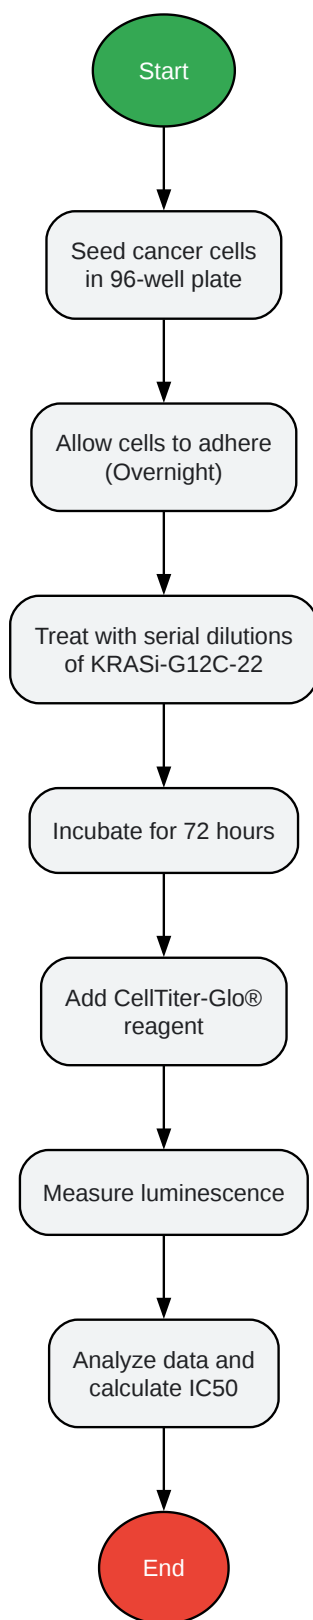 Start
Seed cancer cells
in 96-well plate
Allow cells to adhere
(Overnight)
Treat with serial dilutions
of KRASi-G12C-22
Incubate for 72 hours
Add CellTiter-Glo®
reagent
Measure luminescence
Analyze data and
calculate IC50
End